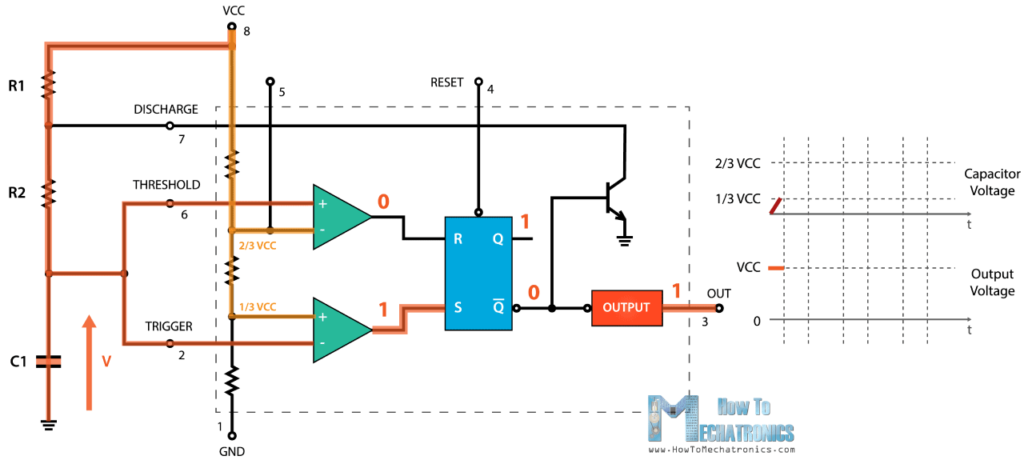 VCC
8
R1
DISCHARGE
7
5
RESET
4
R2
THRESHOLD
6
+
-
0
2/3 VCC
R
Q
1
1/3 VCC
+
-
1
S
Q̅
0
OUTPUT
1
OUT
3
TRIGGER
2
C1
V
1
GND
2/3 VCC
1/3 VCC
Capacitor
Voltage
t
VCC
0
Output
Voltage
t
How To
MECHATRONICS
www.HowToMechatronics.com